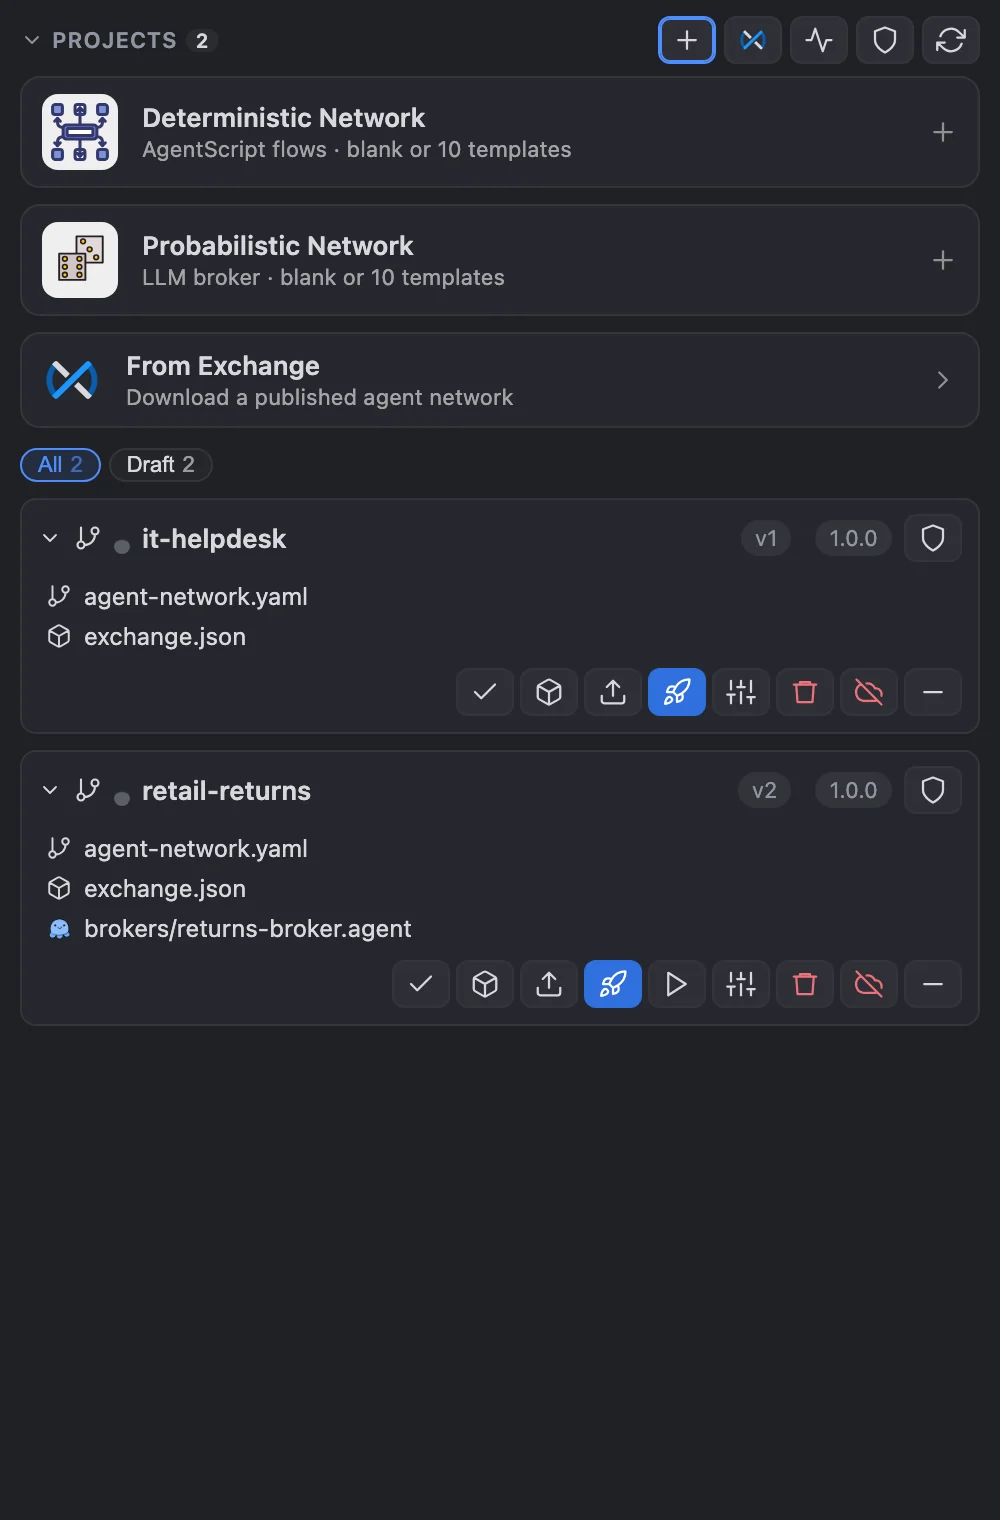 PROJECTS 2
Deterministic Network
AgentScript flows · blank or 10 templates
Probabilistic Network
LLM broker · blank or 10 templates
From Exchange
Download a published agent network
All 2 Draft 2
it-helpdesk v1 1.0.0
agent-network.yaml
exchange.json
retail-returns v2 1.0.0
agent-network.yaml
exchange.json
brokers/returns-broker.agent